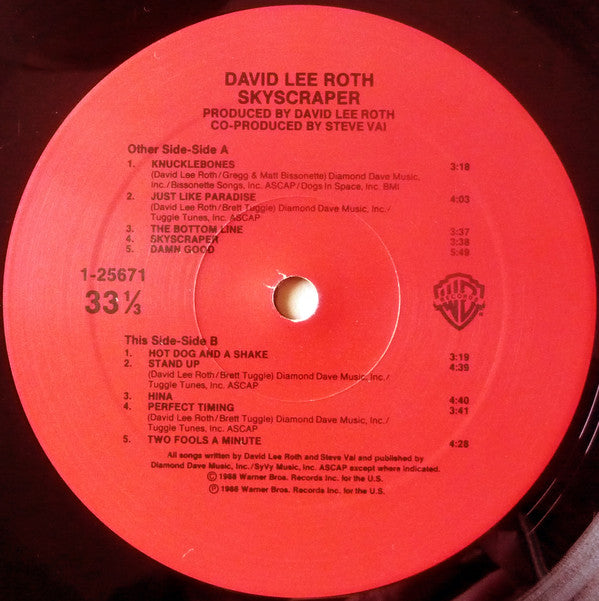 DAVID LEE ROTH
SKYSCRAPER
PRODUCED BY DAVID LEE ROTH
CO-PRODUCED BY STEVE VAI
Other Side-Side A
1. KNUCKLEBONES 3:18
(David Lee Roth/Gregg & Matt Bissonette) Diamond Dave Music,
Inc./Bissonette Songs, Inc. ASCAP/Dogs In Space, Inc. BMI
2. JUST LIKE PARADISE 4:03
(David Lee Roth/Brett Tuggle) Diamond Dave Music, Inc./
Tuggie Tunes, Inc. ASCAP
3. THE BOTTOM LINE 3:37
4. SKYSCRAPER 3:38
5. DAMN GOOD 5:49
1-25671
33 1/3
WB
RECORDS
This Side-Side B
1. HOT DOG AND A SHAKE 3:19
2. STAND UP 4:39
(David Lee Roth/Brett Tuggle) Diamond Dave Music, Inc./
Tuggie Tunes, Inc. ASCAP
3. HINA 4:40
4. PERFECT TIMING 3:41
(David Lee Roth/Brett Tuggle) Diamond Dave Music, Inc./
Tuggie Tunes, Inc. ASCAP
5. TWO FOOLS A MINUTE 4:28
All songs written by David Lee Roth and Steve Vai and published by
Diamond Dave Music, Inc./SyVy Music, Inc. ASCAP except where indicated.
© 1988 Warner Bros. Records Inc. for the U.S.
℗ 1988 Warner Bros. Records Inc. for the U.S.